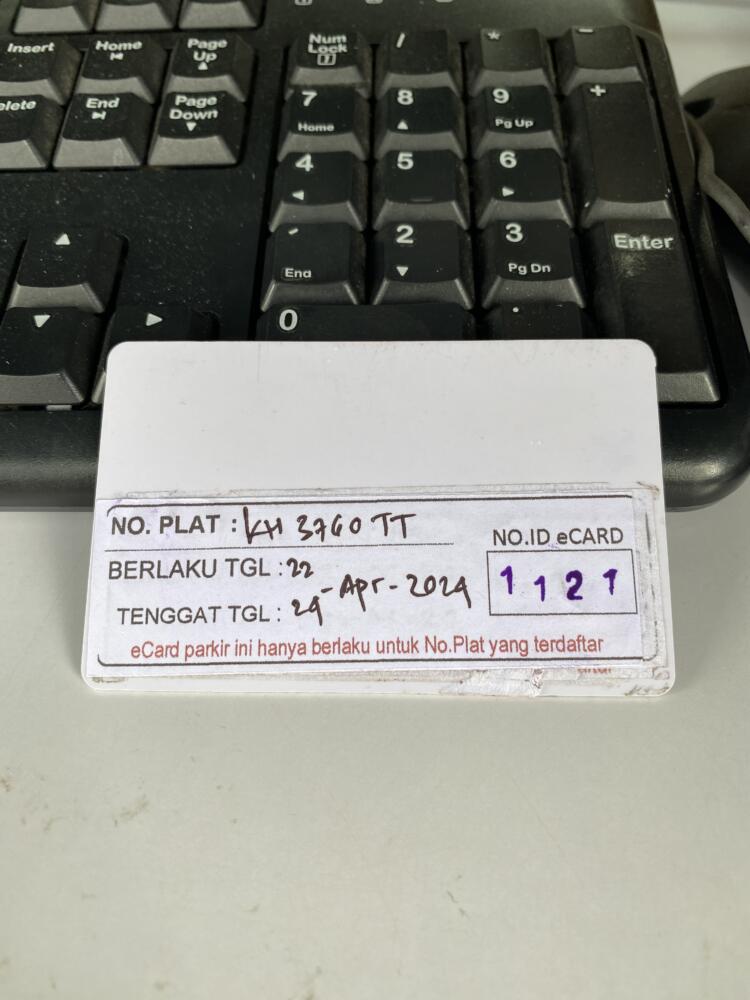 Insert Home Page Up Num Lock / * -
elete End Page Down 7 Home 8 9 Pg Up +
4 5 6
End 2 3 Pg Dn Enter
0 .
NO. PLAT : KH 3760 TT
NO.ID eCARD
BERLAKU TGL : 22
1121
TENGGAT TGL : 29-Apr-2024
eCard parkir ini hanya berlaku untuk No.Plat yang terdaftar